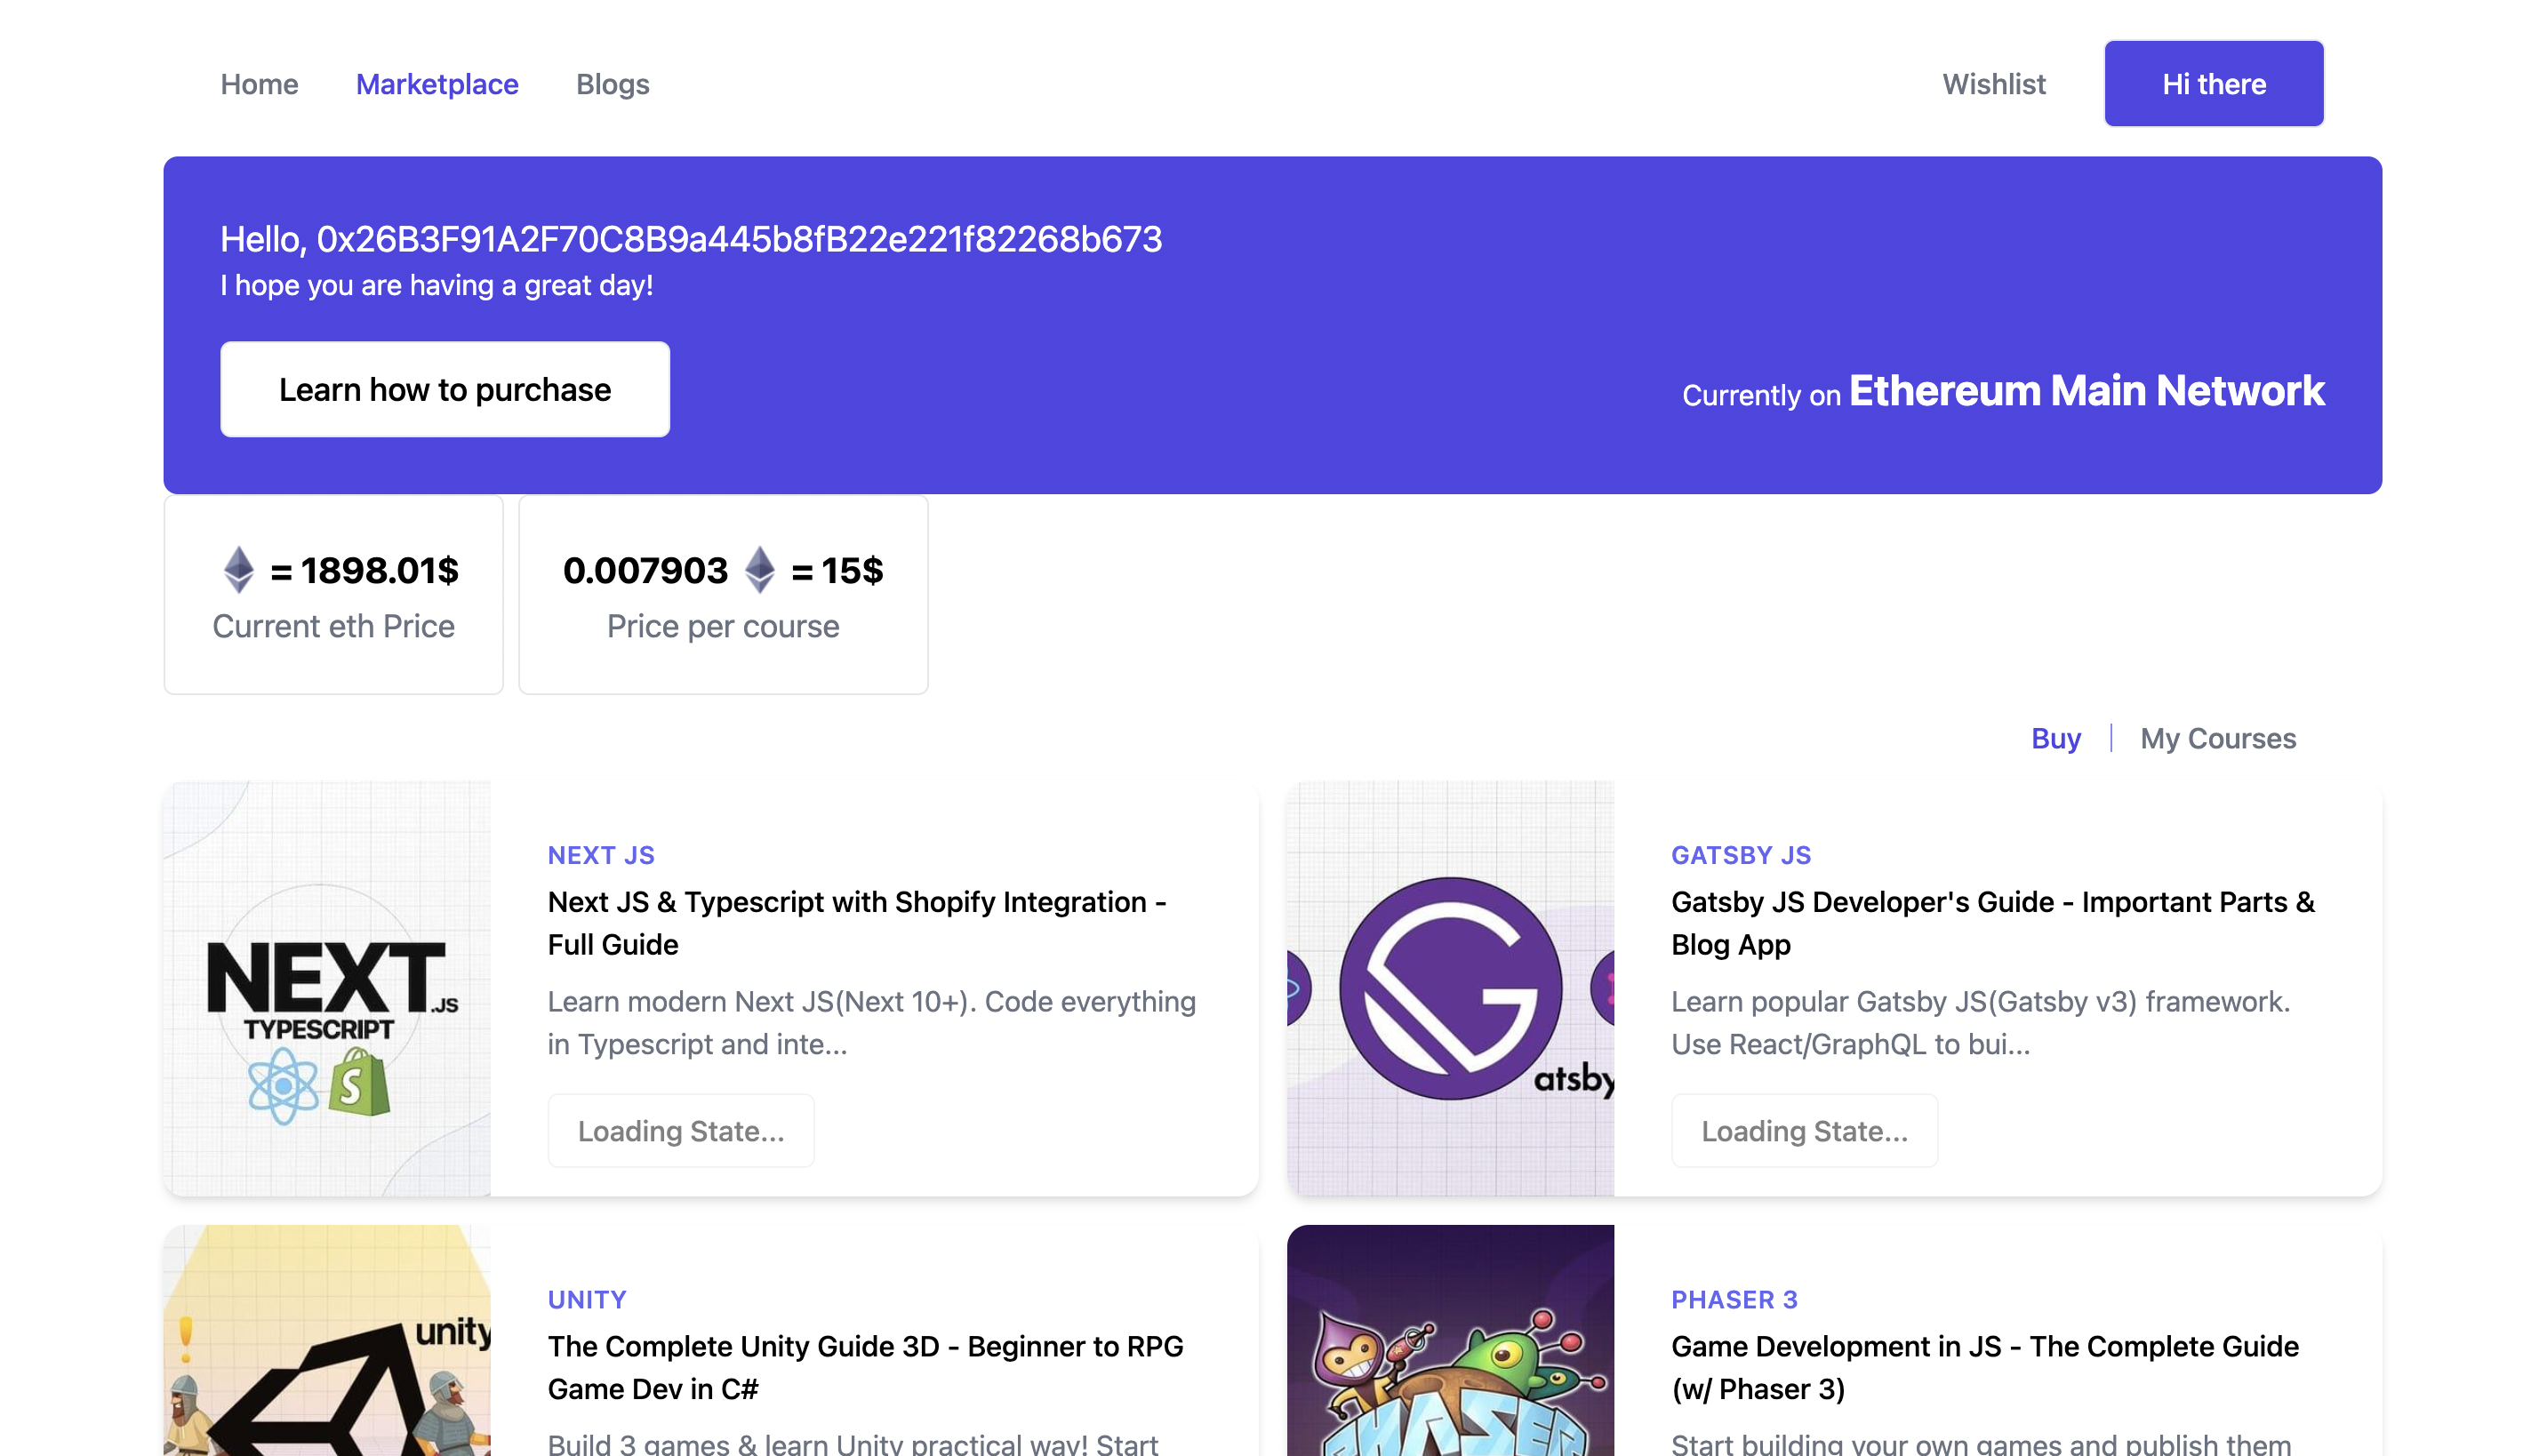 Home Marketplace Blogs Wishlist Hi there
Hello, 0x26B3F91A2F70C8B9a445b8fB22e221f82268b673
I hope you are having a great day!
Learn how to purchase
Currently on Ethereum Main Network
= 1898.01$
Current eth Price
0.007903 = 15$
Price per course
Buy | My Courses
NEXT.JS
TYPESCRIPT
NEXT JS
Next JS & Typescript with Shopify Integration -
Full Guide
Learn modern Next JS(Next 10+). Code everything
in Typescript and inte...
Loading State...
atsby
GATSBY JS
Gatsby JS Developer's Guide - Important Parts &
Blog App
Learn popular Gatsby JS(Gatsby v3) framework.
Use React/GraphQL to bui...
Loading State...
unity
UNITY
The Complete Unity Guide 3D - Beginner to RPG
Game Dev in C#
Build 3 games & learn Unity practical way! Start
PHASER
PHASER 3
Game Development in JS - The Complete Guide
(w/ Phaser 3)
Start building your own games and publish them